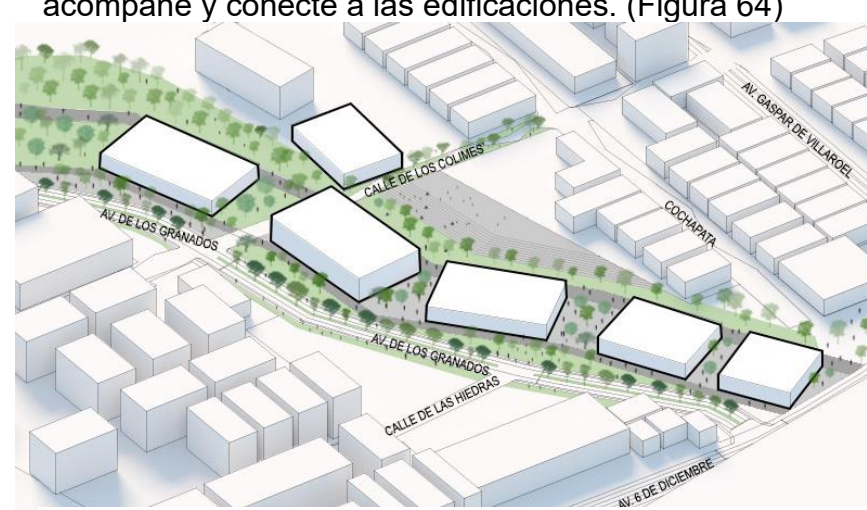 acompañe y conecte a las edificaciones. (Figura 64)
AV. GASPAR DE VILLAROEL
CALLE DE LOS COLIMES
COCHAPATA
AV. DE LOS GRANADOS
AV. DE LOS GRANADOS
CALLE DE LAS HIEDRAS
AV. 6 DE DICIEMBRE